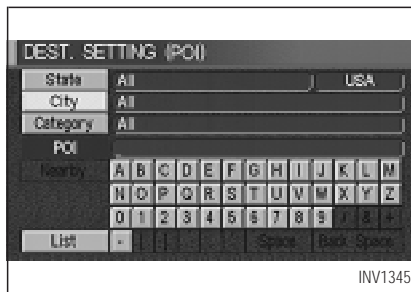 DEST. SETTING (POI)
State All USA
City All
Category All
POI
Nearby A B C D E F G H I J K L M
N O P Q R S T U V W X Y Z
0 1 2 3 4 5 6 7 8 9 / & +
List - Space Back Space
INV1345